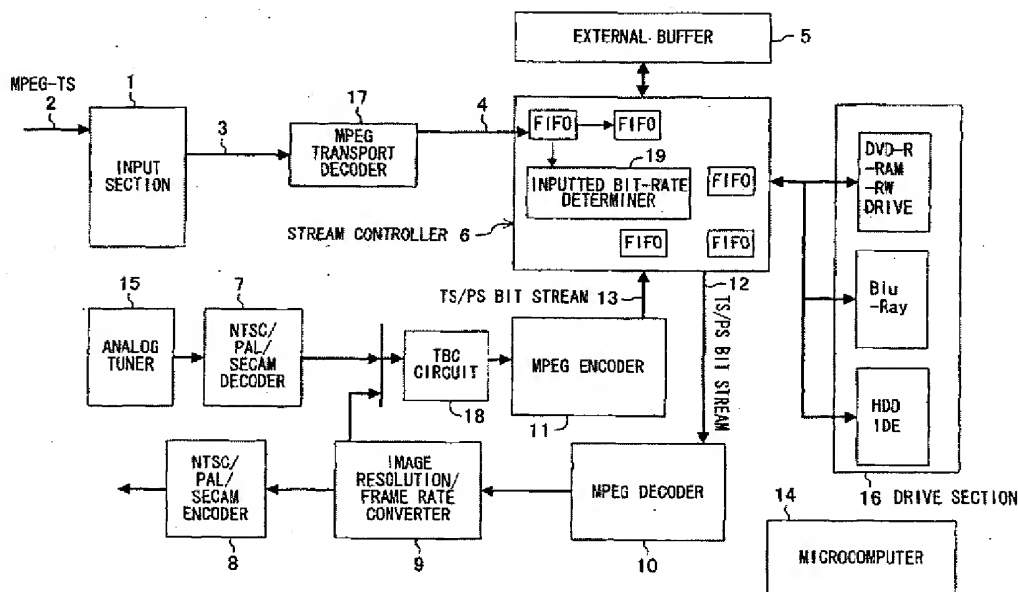 EXTERNAL BUFFER
5
MPEG-TS
2
1
INPUT
SECTION
3
17
MPEG
TRANSPORT
DECODER
4
FIFO
FIFO
19
INPUTTED BIT-RATE
DETERMINER
FIFO
FIFO
FIFO
STREAM CONTROLLER 6
DVD-R
-RAM
-RW
DRIVE
Blu
-Ray
HDD
IDE
16 DRIVE SECTION
15
ANALOG
TUNER
7
NTSC/
PAL/
SECAM
DECODER
TBC
CIRCUIT
18
TS/PS BIT STREAM 13
MPEG ENCODER
11
12
TS/PS BIT STREAM
NTSC/
PAL/
SECAM
ENCODER
8
IMAGE
RESOLUTION/
FRAME RATE
CONVERTER
9
MPEG DECODER
10
14
MICROCOMPUTER